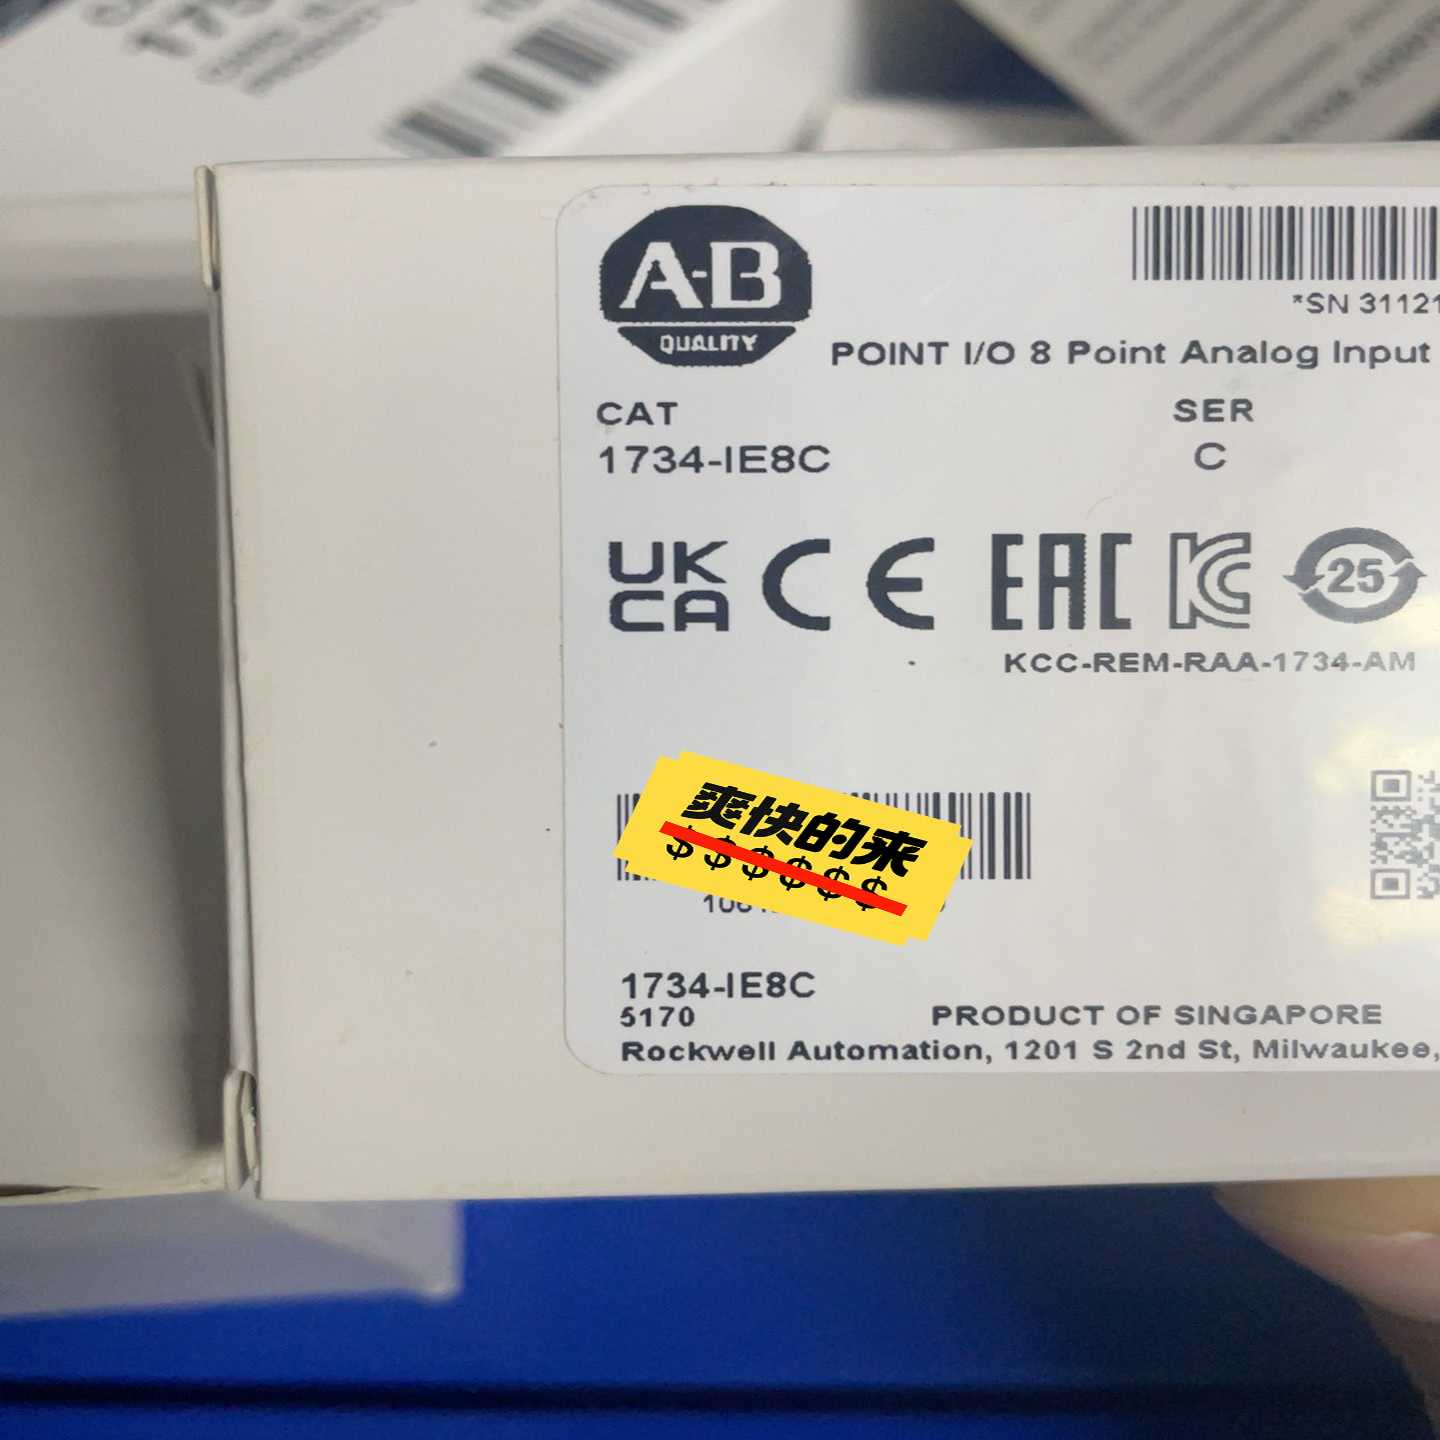 A-B
QUALITY
*SN 31121
POINT I/O 8 Point Analog Input
CAT
SER
1734-IE8C
C
UK
CA
CE
EAC
KC
25
KCC-REM-RAA-1734-AM
爽快的来
$$$$$$
1734-IE8C
5170
PRODUCT OF SINGAPORE
Rockwell Automation, 1201 S 2nd St, Milwaukee,